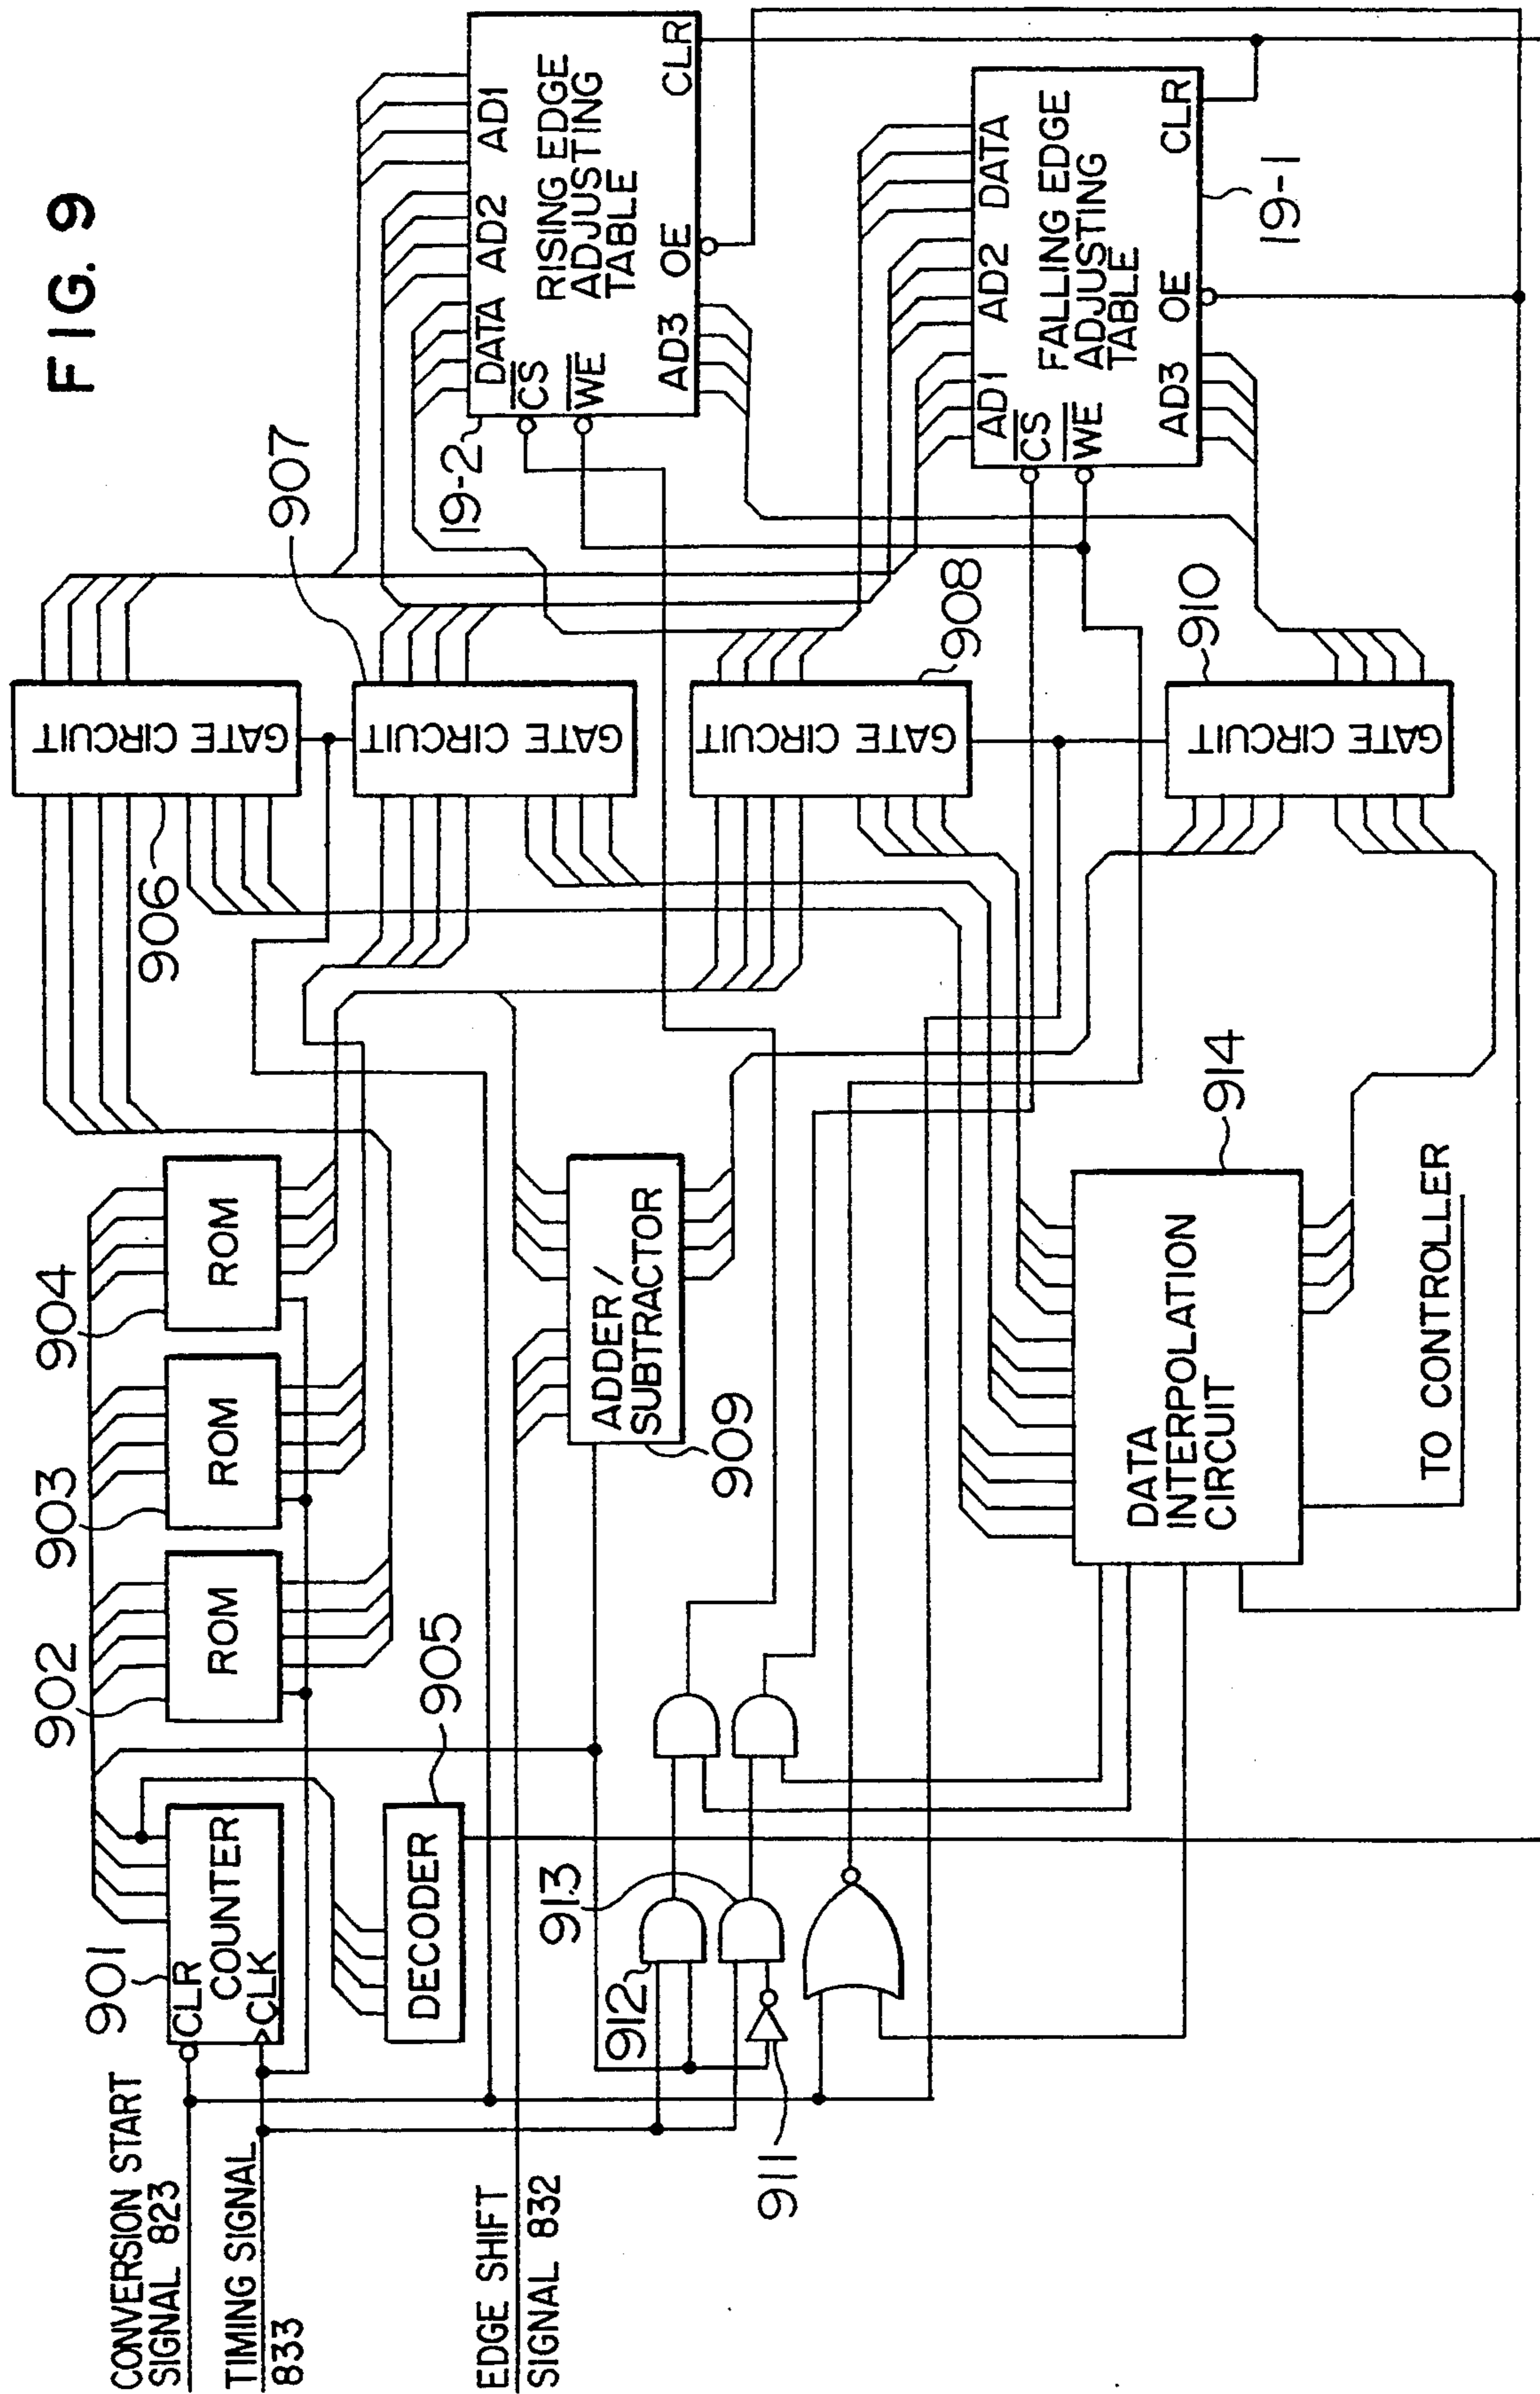 FIG. 9
CONVERSION START
SIGNAL 823
TIMING SIGNAL
833
EDGE SHIFT
SIGNAL 832
901
CLR
COUNTER
CLK
902
ROM
903
ROM
904
ROM
DECODER
905
911
912
913
ADDER/
SUBTRACTOR
909
DATA
INTERPOLATION
CIRCUIT
914
TO CONTROLLER
906
GATE CIRCUIT
907
GATE CIRCUIT
908
GATE CIRCUIT
910
GATE CIRCUIT
19-2
DATA
AD2
AD1
CS
WE
RISING EDGE
ADJUSTING
TABLE
AD3
OE
CLR
AD1
AD2
DATA
CS
WE
FALLING EDGE
ADJUSTING
TABLE
AD3
OE
CLR
19-1